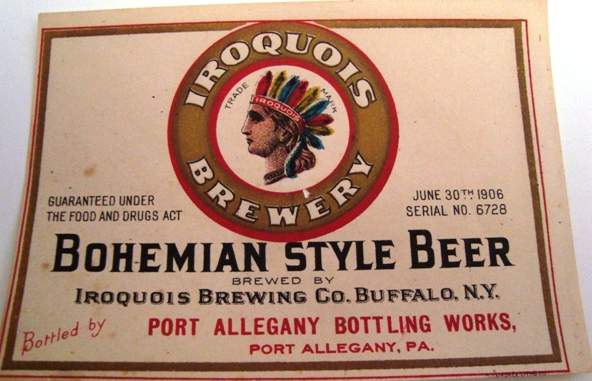 IROQUOIS
TRADE MARK
IROQUOIS
BREWERY
GUARANTEED UNDER
THE FOOD AND DRUGS ACT
JUNE 30TH 1906
SERIAL NO. 6728
BOHEMIAN STYLE BEER
BREWED BY
IROQUOIS BREWING CO. BUFFALO, N.Y.
Bottled by PORT ALLEGANY BOTTLING WORKS,
PORT ALLEGANY, PA.